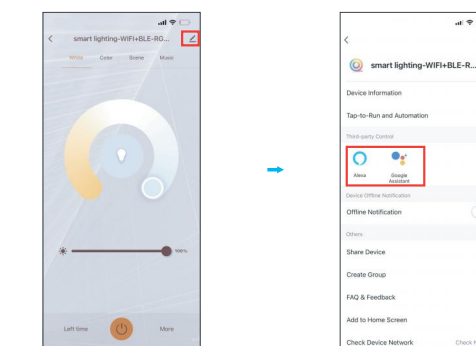 smart lighting-WIFI+BLE-RG...
White Color Scene Music
100%
Left time More
smart lighting-WIFI+BLE-R...
Device Information
Tap-to-Run and Automation
Third-party Control
Alexa
Google
Assistant
Device Offline Notification
Offline Notification
Others
Share Device
Create Group
FAQ & Feedback
Add to Home Screen
Check Device Network Check